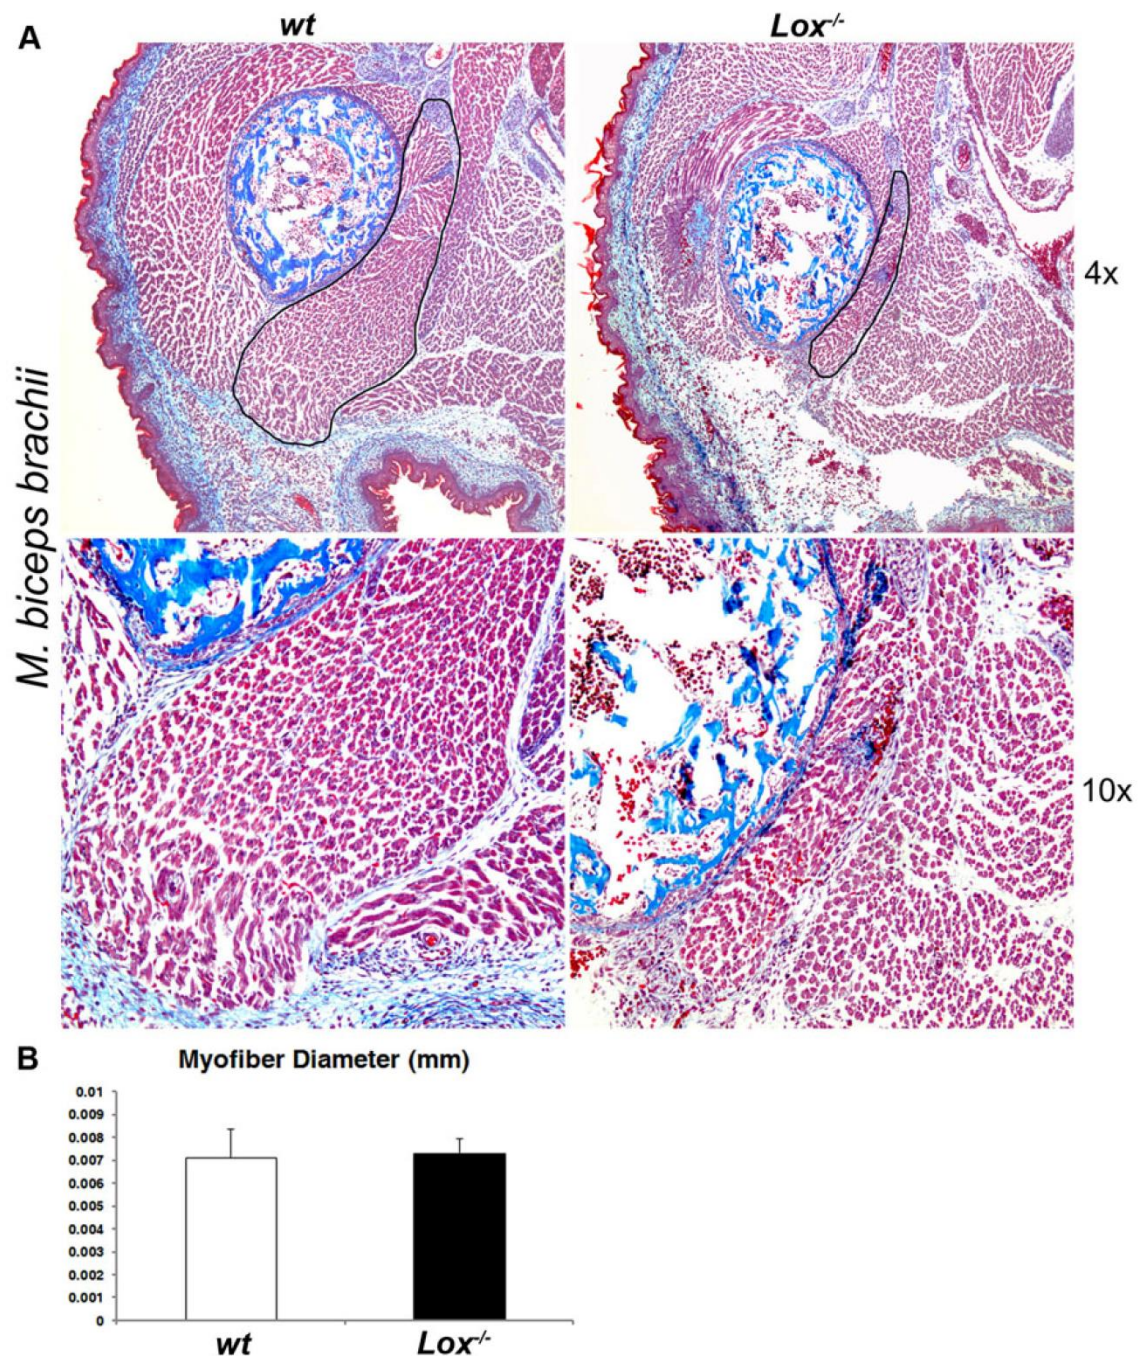 A
wt
Lox-/-
4x
M. biceps brachii
10x
B
Myofiber Diameter (mm)
0.01
0.009
0.008
0.007
0.006
0.005
0.004
0.003
0.002
0.001
0
wt
Lox-/-